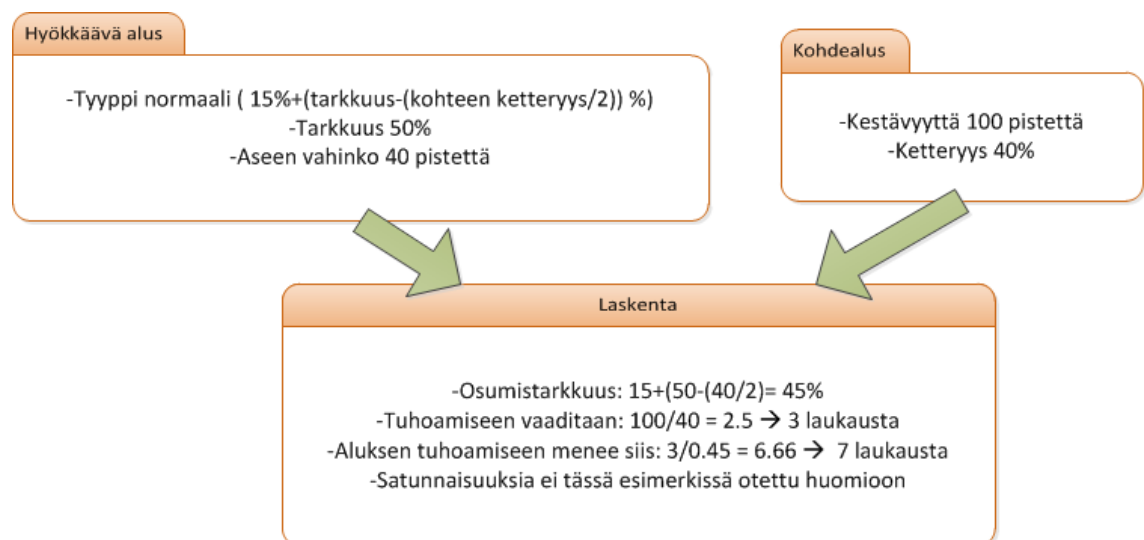 Hyökkäävä alus
-Tyyppi normaali ( 15%+(tarkkuus-(kohteen ketteryys/2)) %)
-Tarkkuus 50%
-Aseen vahinko 40 pistettä
Kohdealus
-Kestävyyttä 100 pistettä
-Ketteryys 40%
Laskenta
-Osumistarkkuus: 15+(50-(40/2)= 45%
-Tuhoamiseen vaaditaan: 100/40 = 2.5 → 3 laukausta
-Aluksen tuhoamiseen menee siis: 3/0.45 = 6.66 → 7 laukausta
-Satunnaisuuksia ei tässä esimerkissä otettu huomioon